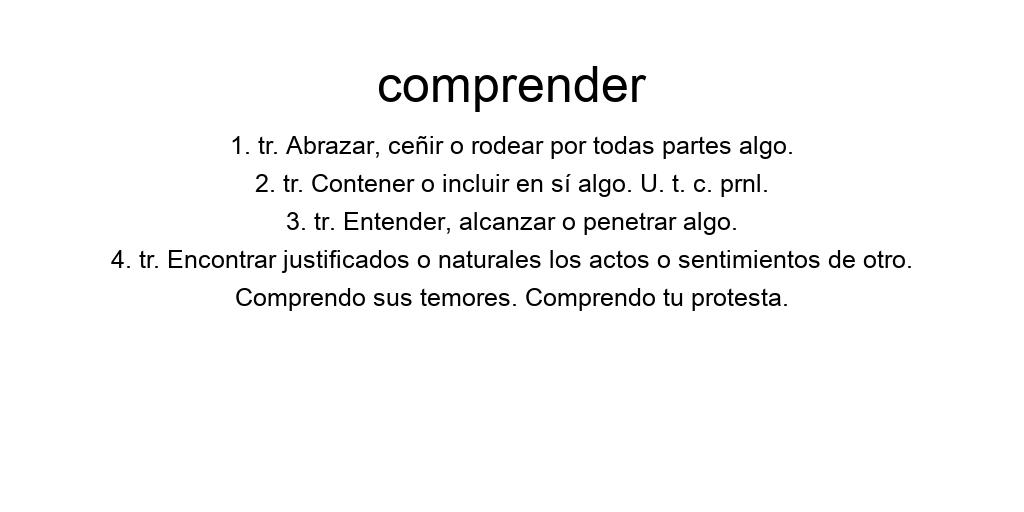 comprender
1. tr. Abrazar, ceñir o rodear por todas partes algo.
2. tr. Contener o incluir en sí algo. U. t. c. prnl.
3. tr. Entender, alcanzar o penetrar algo.
4. tr. Encontrar justificados o naturales los actos o sentimientos de otro.
Comprendo sus temores. Comprendo tu protesta.